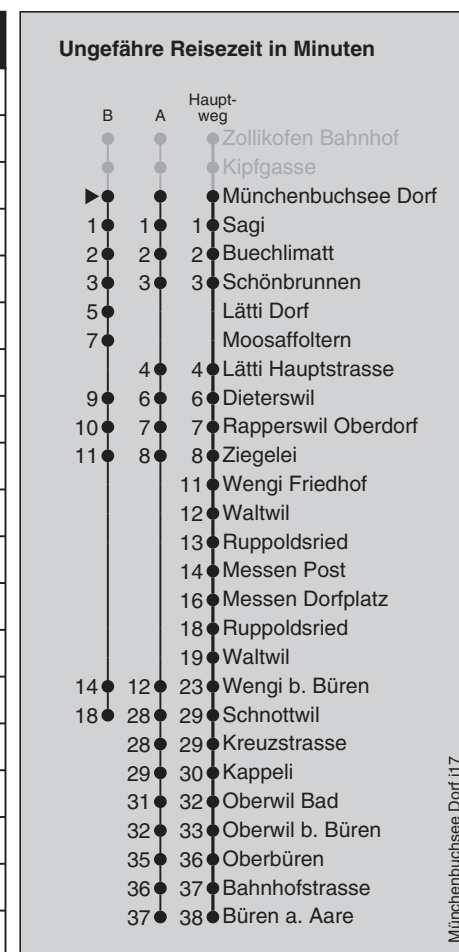 Ungefähre Reisezeit in Minuten
Haupt-
B A weg
Zollikofen Bahnhof
Kipfgasse
Münchenbuchsee Dorf
1 1 1 Sagi
2 2 2 Buechlimatt
3 3 3 Schönbrunnen
5 Lätti Dorf
7 Moosaffoltern
4 4 Lätti Hauptstrasse
9 6 6 Dieterswil
10 7 7 Rapperswil Oberdorf
11 8 8 Ziegelei
11 Wengi Friedhof
12 Waltwil
13 Ruppoldsried
14 Messen Post
16 Messen Dorfplatz
18 Ruppoldsried
19 Waltwil
14 12 23 Wengi b. Büren
18 28 29 Schnottwil
28 29 Kreuzstrasse
29 30 Kappeli
31 32 Oberwil Bad
32 33 Oberwil b. Büren
35 36 Oberbüren
36 37 Bahnhofstrasse
37 38 Büren a. Aare
Münchenbuchsee Dorf j17